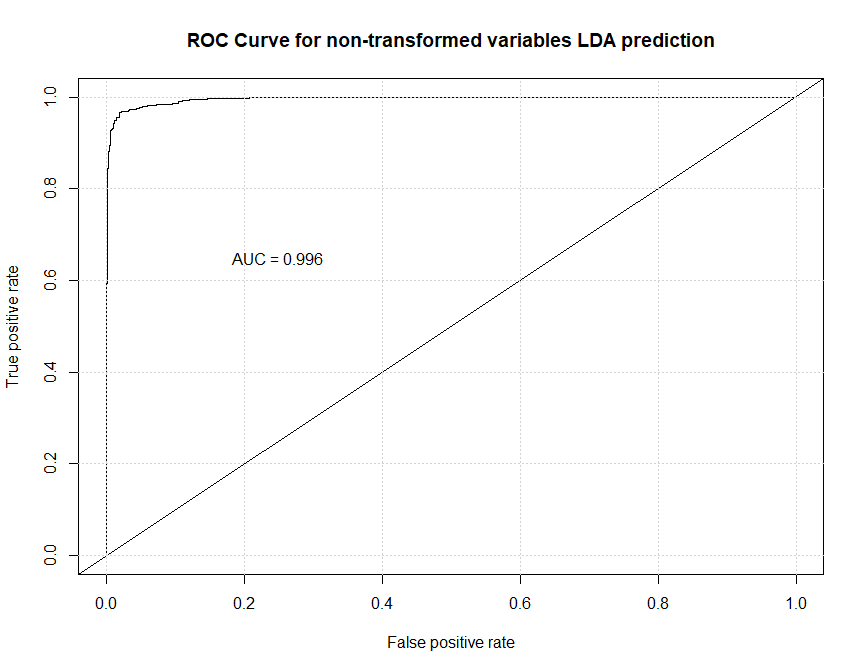 ROC Curve for non-transformed variables LDA prediction
1.0
0.8
AUC = 0.996
0.6
True positive rate
0.4
0.2
0.0
0.0 0.2 0.4 0.6 0.8 1.0
False positive rate